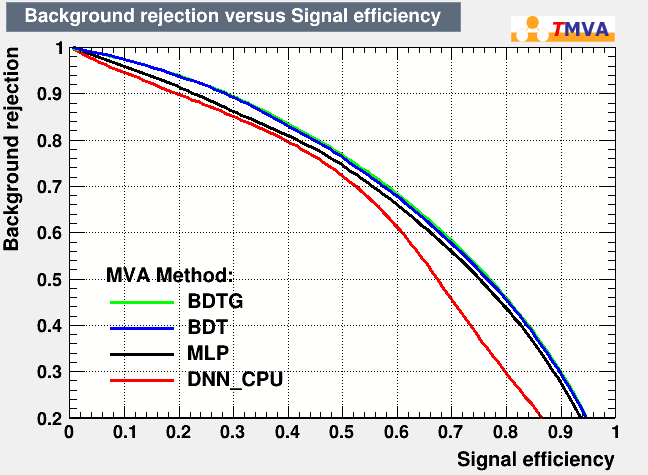 Background rejection versus Signal efficiency
TMVA
Background rejection
1
0.9
0.8
0.7
0.6
0.5
0.4
0.3
0.2
MVA Method:
BDTG
BDT
MLP
DNN_CPU
0 0.1 0.2 0.3 0.4 0.5 0.6 0.7 0.8 0.9 1
Signal efficiency